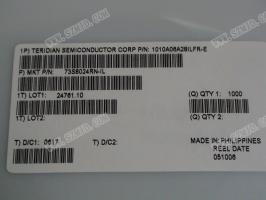 1P) TERIDIAN SEMICONDUCTOR CORP P/N: 1010A08A28ILFR-E
P) MKT P/N: 73S8024RN-IL
1T) LOT1: 24761.10 (Q) QTY 1: 1000
1T) LOT2: (Q) QTY 2:
T) D/C1: 0617 T) D/C2: MADE IN: PHILIPPINES
REEL DATE
051006